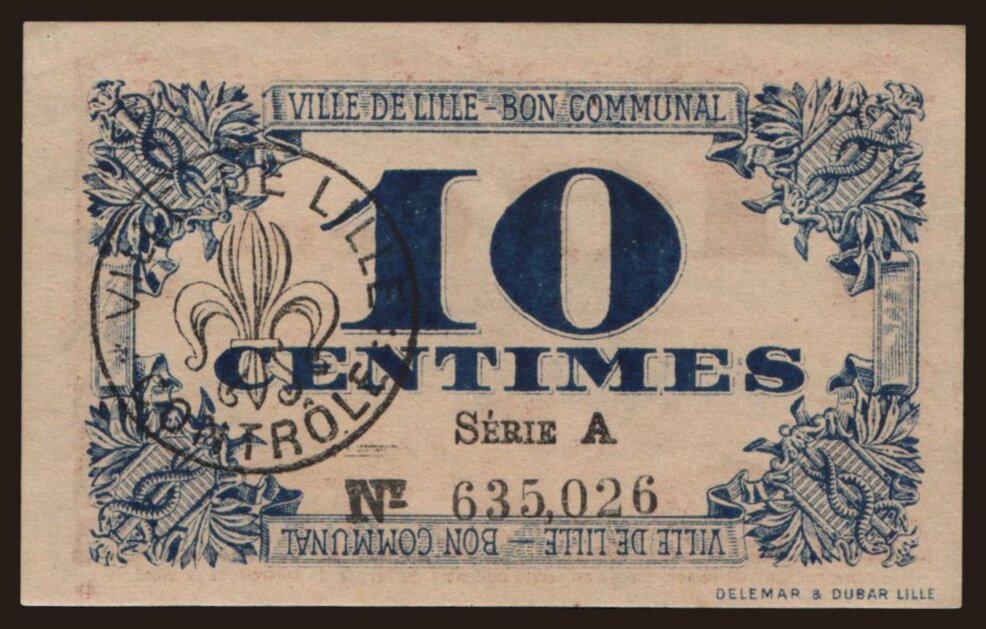 VILLE DE LILLE - BON COMMUNAL
10
CENTIMES
VILLE DE LILLE
CONTRÔLE
SÉRIE A
Nº 635,026
VILLE DE LILLE - BON COMMUNAL
DELEMAR & DUBAR LILLE